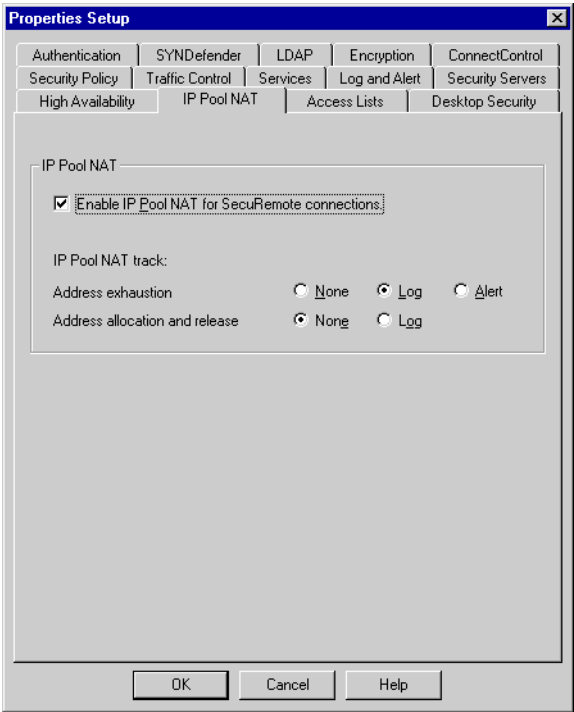 Properties Setup
Authentication SYNDefender LDAP Encryption ConnectControl
Security Policy Traffic Control Services Log and Alert Security Servers
High Availability IP Pool NAT Access Lists Desktop Security
IP Pool NAT
Enable IP Pool NAT for SecuRemote connections.
IP Pool NAT track:
Address exhaustion None Log Alert
Address allocation and release None Log
OK Cancel Help